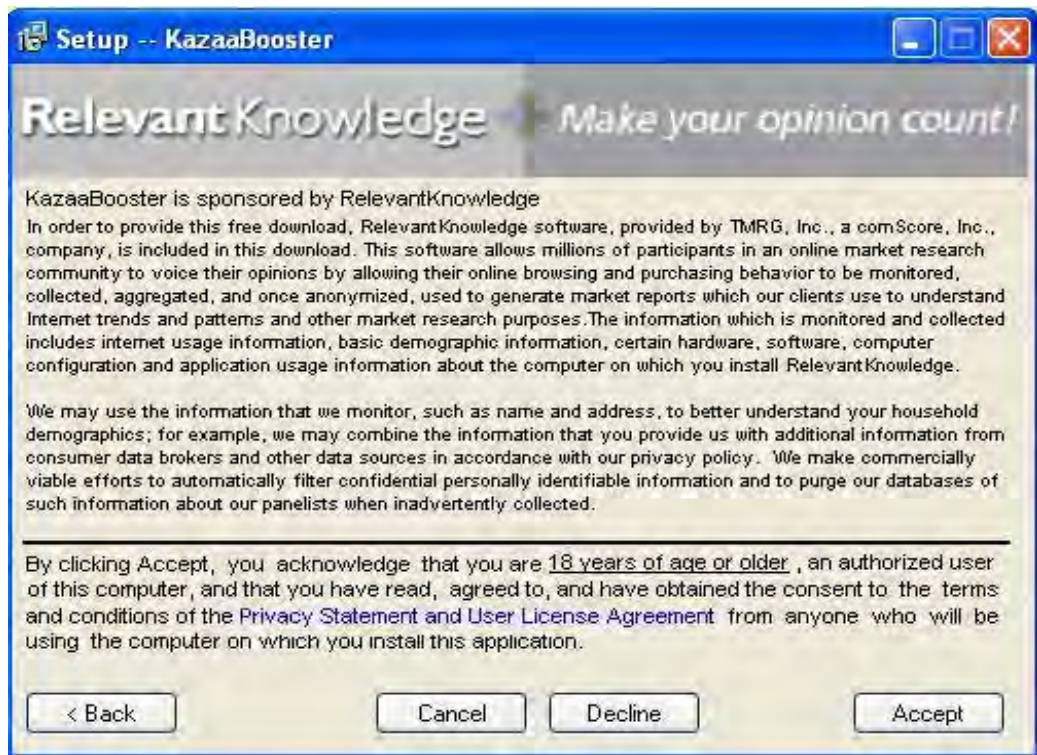 Setup -- KazaaBooster
RelevantKnowledge Make your opinion count!
KazaaBooster is sponsored by RelevantKnowledge
In order to provide this free download, RelevantKnowledge software, provided by TMRG, Inc., a comScore, Inc.,
company, is included in this download. This software allows millions of participants in an online market research
community to voice their opinions by allowing their online browsing and purchasing behavior to be monitored,
collected, aggregated, and once anonymized, used to generate market reports which our clients use to understand
Internet trends and patterns and other market research purposes.The information which is monitored and collected
includes internet usage information, basic demographic information, certain hardware, software, computer
configuration and application usage information about the computer on which you install RelevantKnowledge.
We may use the information that we monitor, such as name and address, to better understand your household
demographics; for example, we may combine the information that you provide us with additional information from
consumer data brokers and other data sources in accordance with our privacy policy. We make commercially
viable efforts to automatically filter confidential personally identifiable information and to purge our databases of
such information about our panelists when inadvertently collected.
By clicking Accept, you acknowledge that you are 18 years of age or older , an authorized user
of this computer, and that you have read, agreed to, and have obtained the consent to the terms
and conditions of the Privacy Statement and User License Agreement from anyone who will be
using the computer on which you install this application.
< Back Cancel Decline Accept